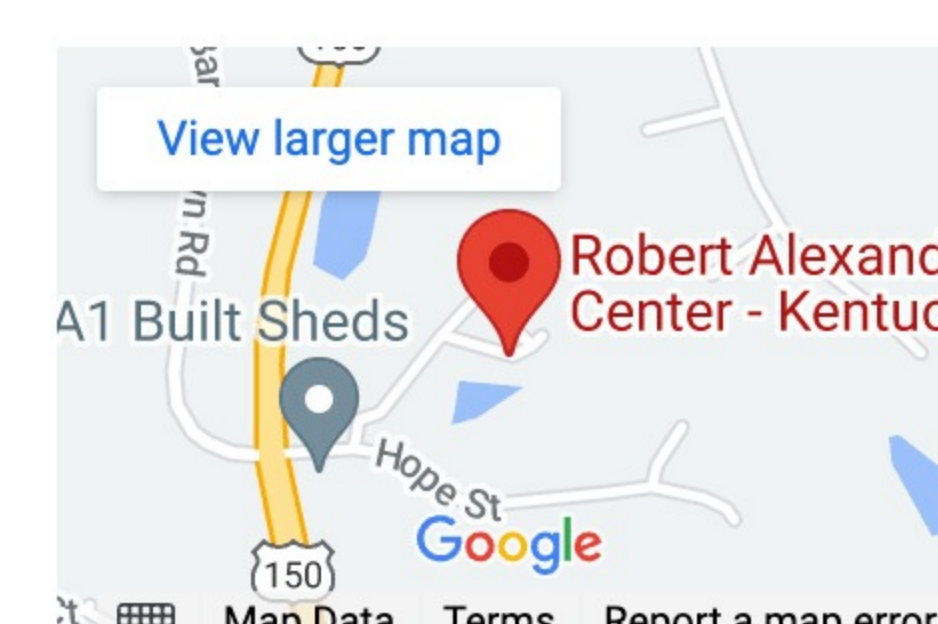 View larger map
Rd
Robert Alexand
Center - Kentuc
A1 Built Sheds
Hope St
Google
150
Map Data
Terms
Report a map error